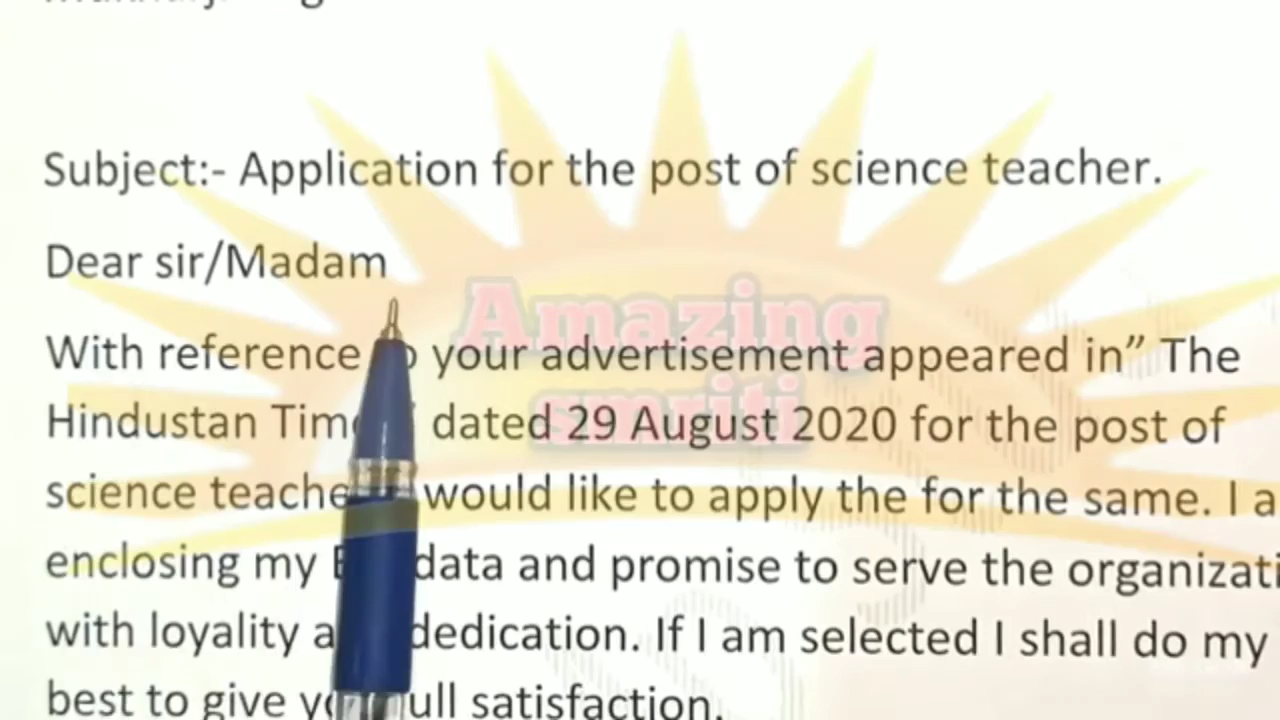 Subject:- Application for the post of science teacher.
Dear sir/Madam
Amazing
With reference your advertisement appeared in” The
smriti
Hindustan dated 29 August 2020 for the post of
science would like to apply the for the same. I
enclosing my data and promise to serve the
with loyality dedication. If I am selected I shall do my
best to give satisfaction.